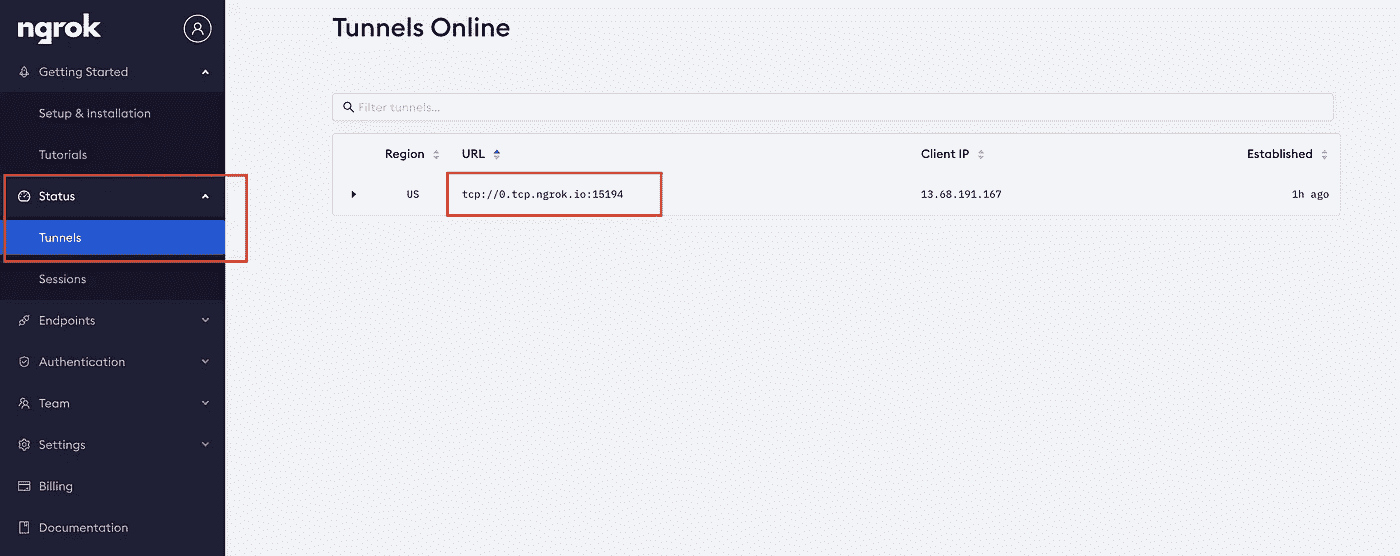 ngrok
Getting Started
Setup & Installation
Tutorials
Status
Tunnels
Sessions
Endpoints
Authentication
Team
Settings
Billing
Documentation
Tunnels Online
Filter tunnels...
Region URL Client IP Established
US tcp://0.tcp.ngrok.io:15194 13.68.191.167 1h ago